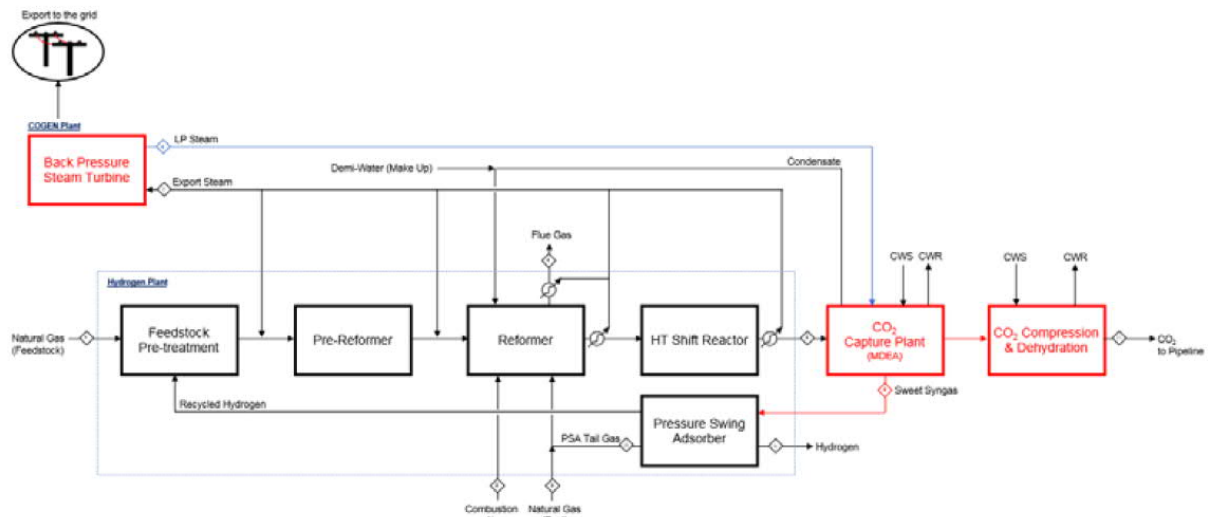 Export to the grid
COGEN Plant
Back Pressure
Steam Turbine
LP Steam
Export Steam
Demi-Water (Make Up)
Condensate
Flue Gas
CWS
CWR
CWS
CWR
Hydrogen Plant
Natural Gas
(Feedstock)
Feedstock
Pre-treatment
Pre-Reformer
Reformer
HT Shift Reactor
CO2
Capture Plant
(MDEA)
CO2 Compression
& Dehydration
CO2
to Pipeline
Sweet Syngas
Recycled Hydrogen
PSA Tail Gas
Pressure Swing
Adsorber
Hydrogen
Combustion
Natural Gas